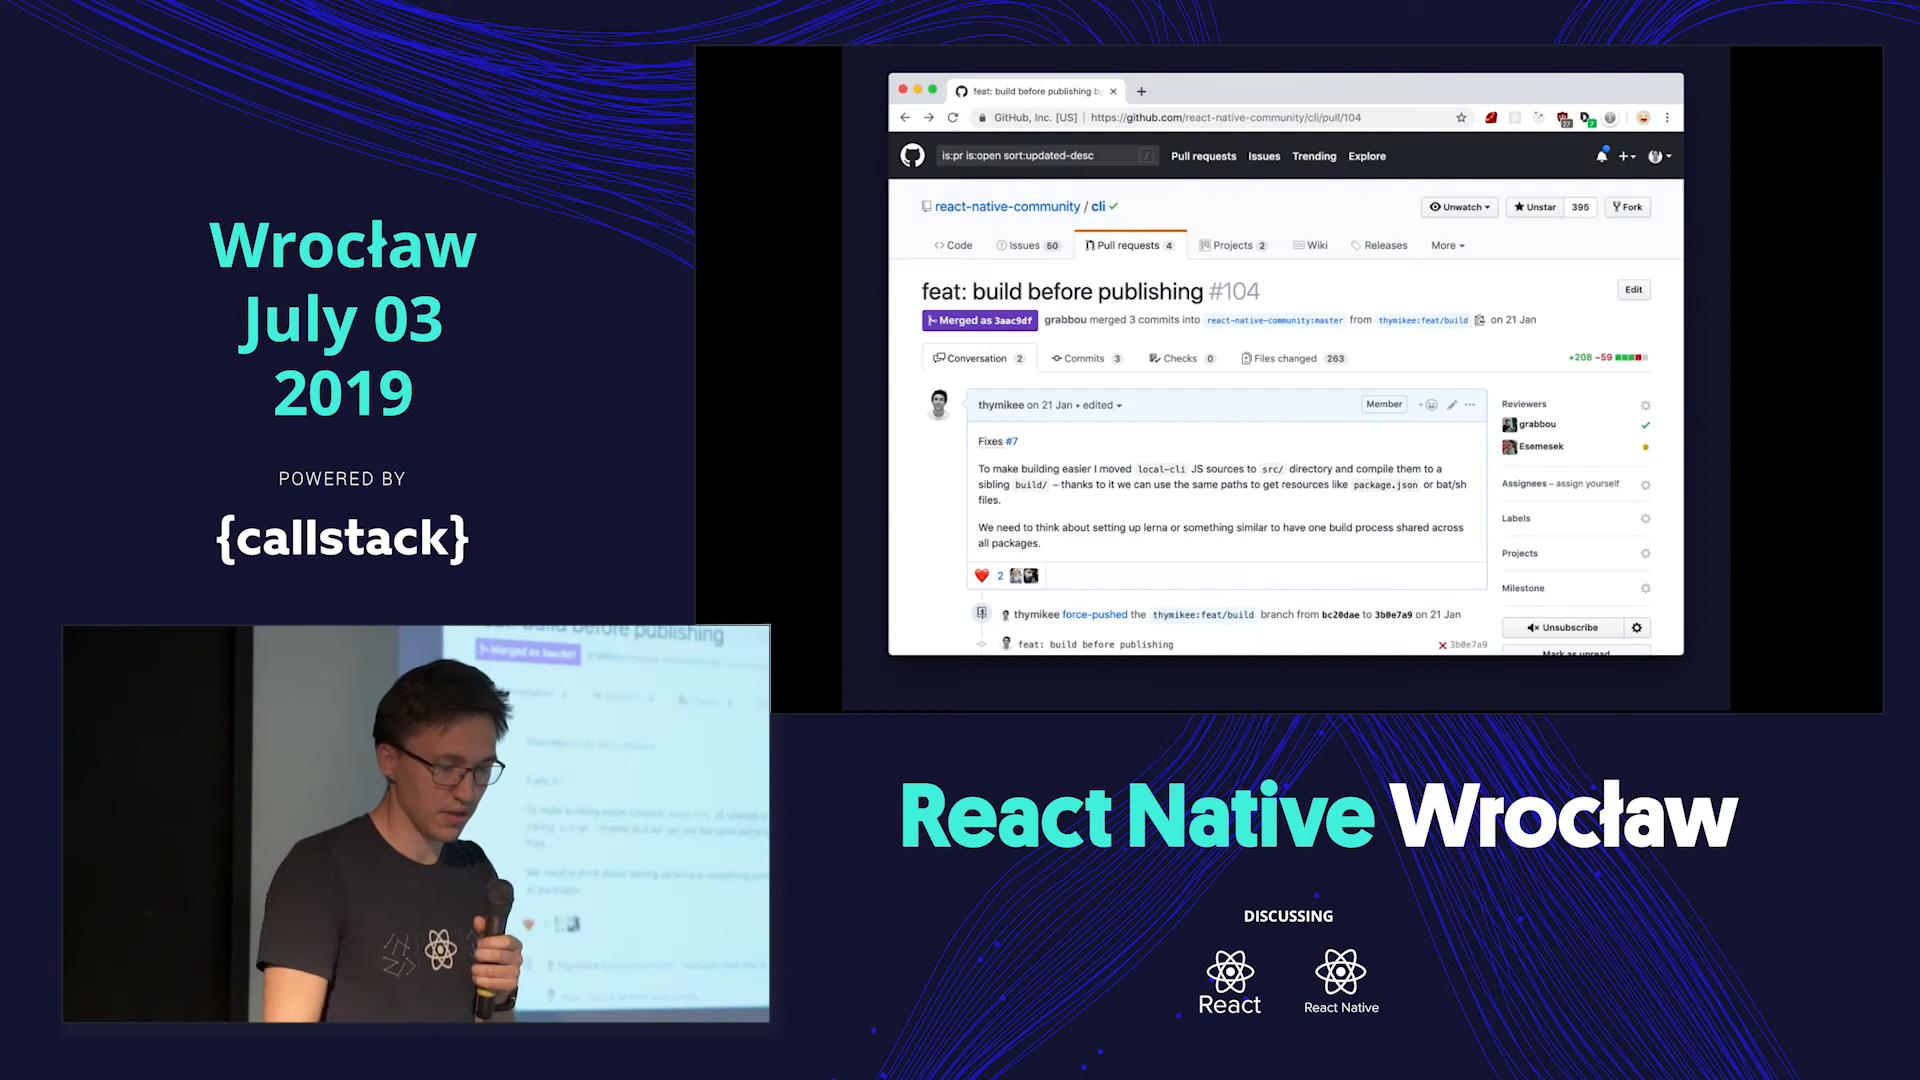 Wrocław
July 03
2019
POWERED BY
{callstack}
feat: build before publishing by
GitHub, Inc. [US] | https://github.com/react-native-community/cli/pull/104
is:pr is:open sort:updated-desc /
Pull requests Issues Trending Explore
react-native-community / cli
Unwatch Unstar 395 Fork
Code Issues 50 Pull requests 4 Projects 2 Wiki Releases More
feat: build before publishing #104
Edit
Merged as 3aac9df grabbou merged 3 commits into react-native-community:master from thymikee:feat/build on 21 Jan
Conversation 2 Commits 3 Checks 0 Files changed 263
+208 −59
thymikee on 21 Jan • edited
Member
Fixes #7
To make building easier I moved local-cli JS sources to src/ directory and compile them to a
sibling build/ – thanks to it we can use the same paths to get resources like package.json or bat/sh
files.
We need to think about setting up lerna or something similar to have one build process shared across
all packages.
2
thymikee force-pushed the thymikee:feat/build branch from bc20dae to 3b0e7a9 on 21 Jan
feat: build before publishing 3b0e7a9
Reviewers
grabbou
Esemesek
Assignees – assign yourself
Labels
Projects
Milestone
Unsubscribe
Mark as unread
build before publishing
Merged as 3aac9df
React Native Wrocław
DISCUSSING
React
React Native